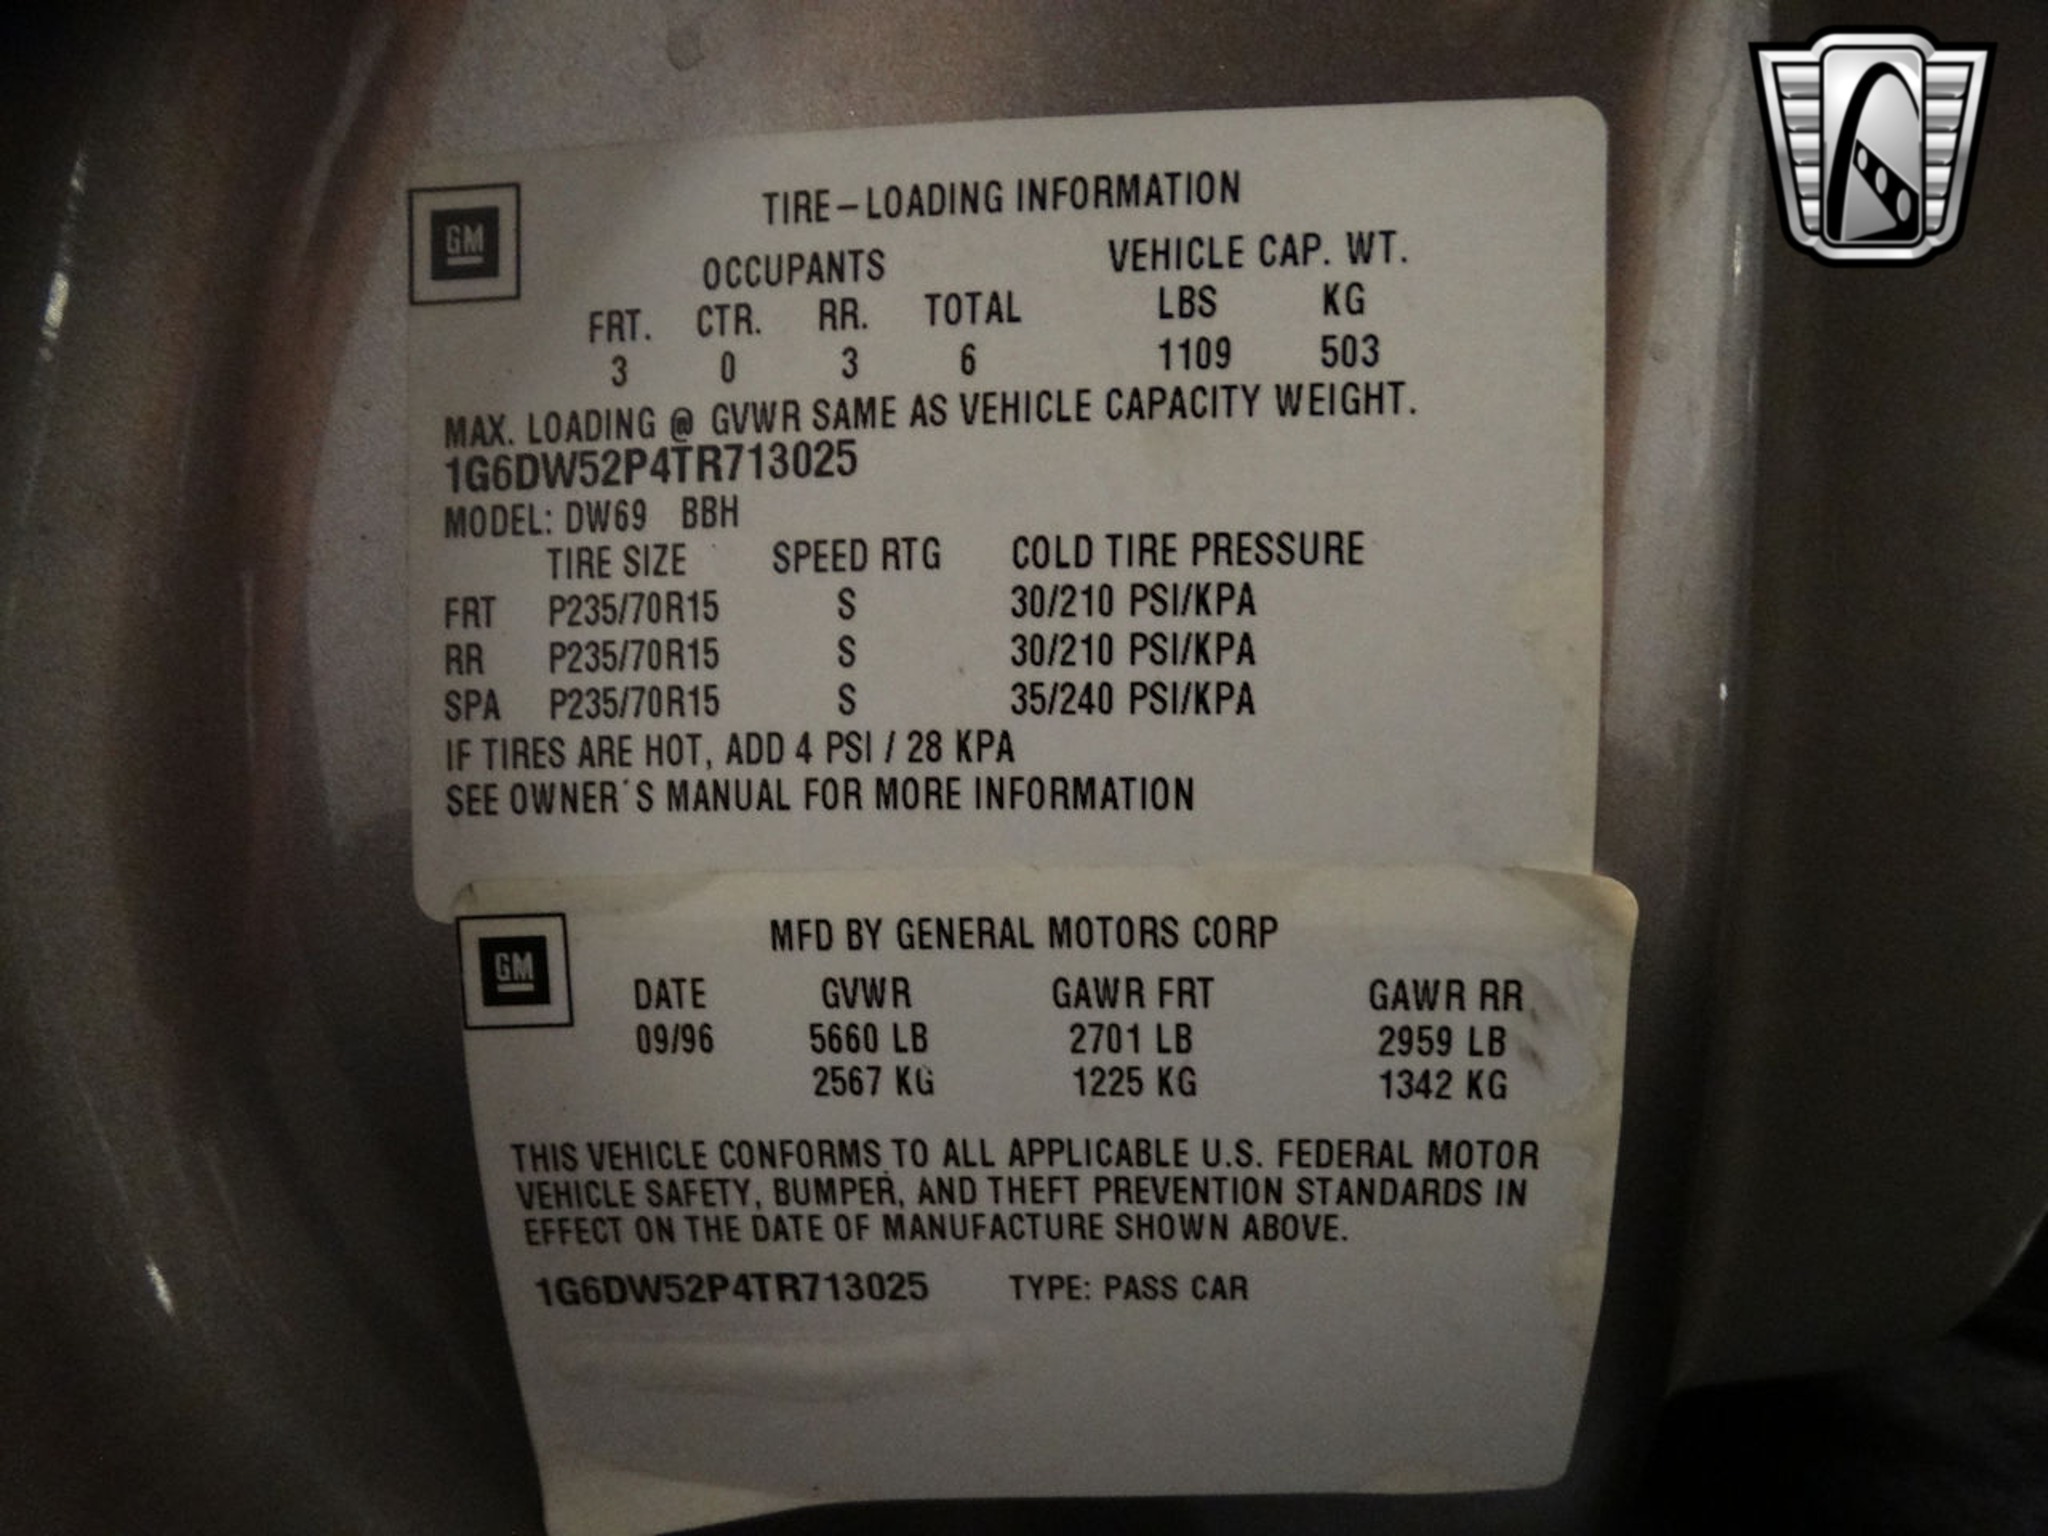 GM
TIRE-LOADING INFORMATION
OCCUPANTS VEHICLE CAP. WT.
FRT. CTR. RR. TOTAL LBS KG
3 0 3 6 1109 503
MAX. LOADING @ GVWR SAME AS VEHICLE CAPACITY WEIGHT.
1G6DW52P4TR713025
MODEL: DW69 BBH
TIRE SIZE SPEED RTG COLD TIRE PRESSURE
FRT P235/70R15 S 30/210 PSI/KPA
RR P235/70R15 S 30/210 PSI/KPA
SPA P235/70R15 S 35/240 PSI/KPA
IF TIRES ARE HOT, ADD 4 PSI / 28 KPA
SEE OWNER´S MANUAL FOR MORE INFORMATION
GM
MFD BY GENERAL MOTORS CORP
DATE GVWR GAWR FRT GAWR RR
09/96 5660 LB 2701 LB 2959 LB
2567 KG 1225 KG 1342 KG
THIS VEHICLE CONFORMS TO ALL APPLICABLE U.S. FEDERAL MOTOR
VEHICLE SAFETY, BUMPER, AND THEFT PREVENTION STANDARDS IN
EFFECT ON THE DATE OF MANUFACTURE SHOWN ABOVE.
1G6DW52P4TR713025 TYPE: PASS CAR